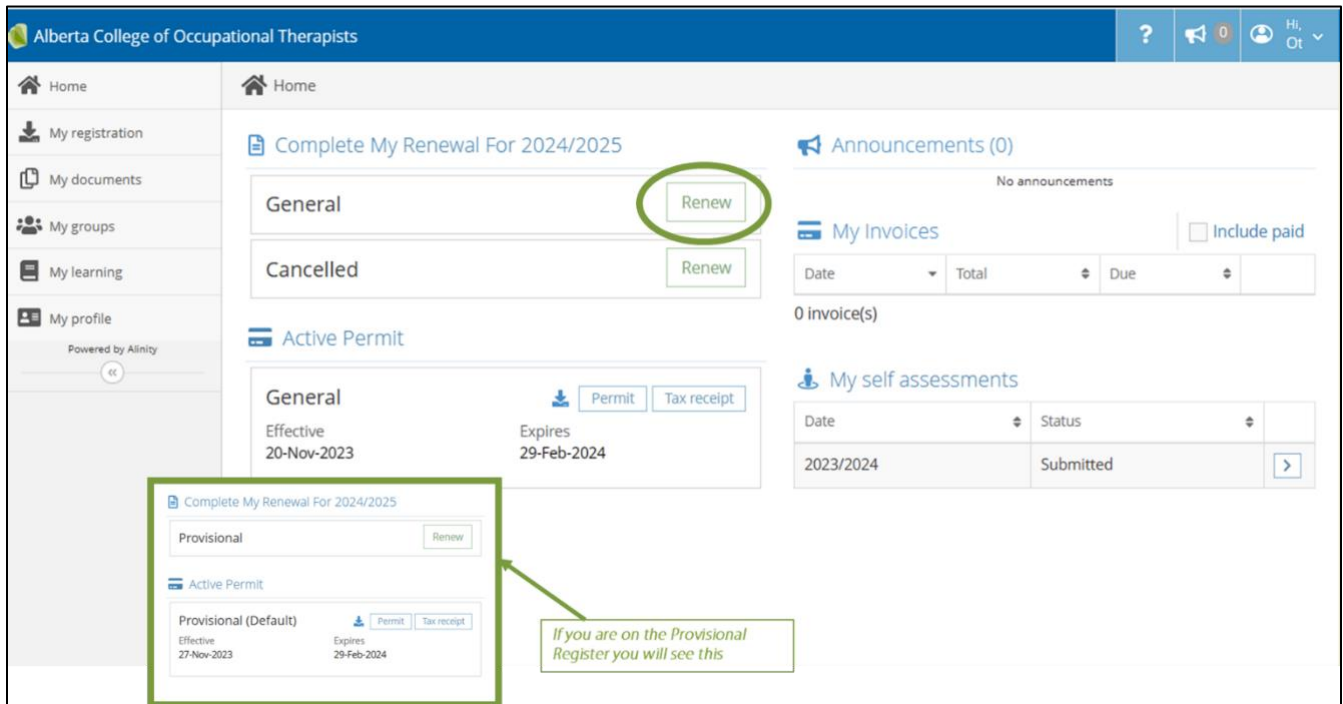 Alberta College of Occupational Therapists
?
0
Hi,
Ot
Home
My registration
My documents
My groups
My learning
My profile
Powered by Alinity
Home
Complete My Renewal For 2024/2025
General
Renew
Cancelled
Renew
Active Permit
General
Permit
Tax receipt
Effective
Expires
20-Nov-2023
29-Feb-2024
Announcements (0)
No announcements
My Invoices
Include paid
Date
Total
Due
0 invoice(s)
My self assessments
Date
Status
2023/2024
Submitted
Complete My Renewal For 2024/2025
Provisional
Renew
Active Permit
Provisional (Default)
Permit
Tax receipt
Effective
Expires
27-Nov-2023
29-Feb-2024
If you are on the Provisional
Register you will see this